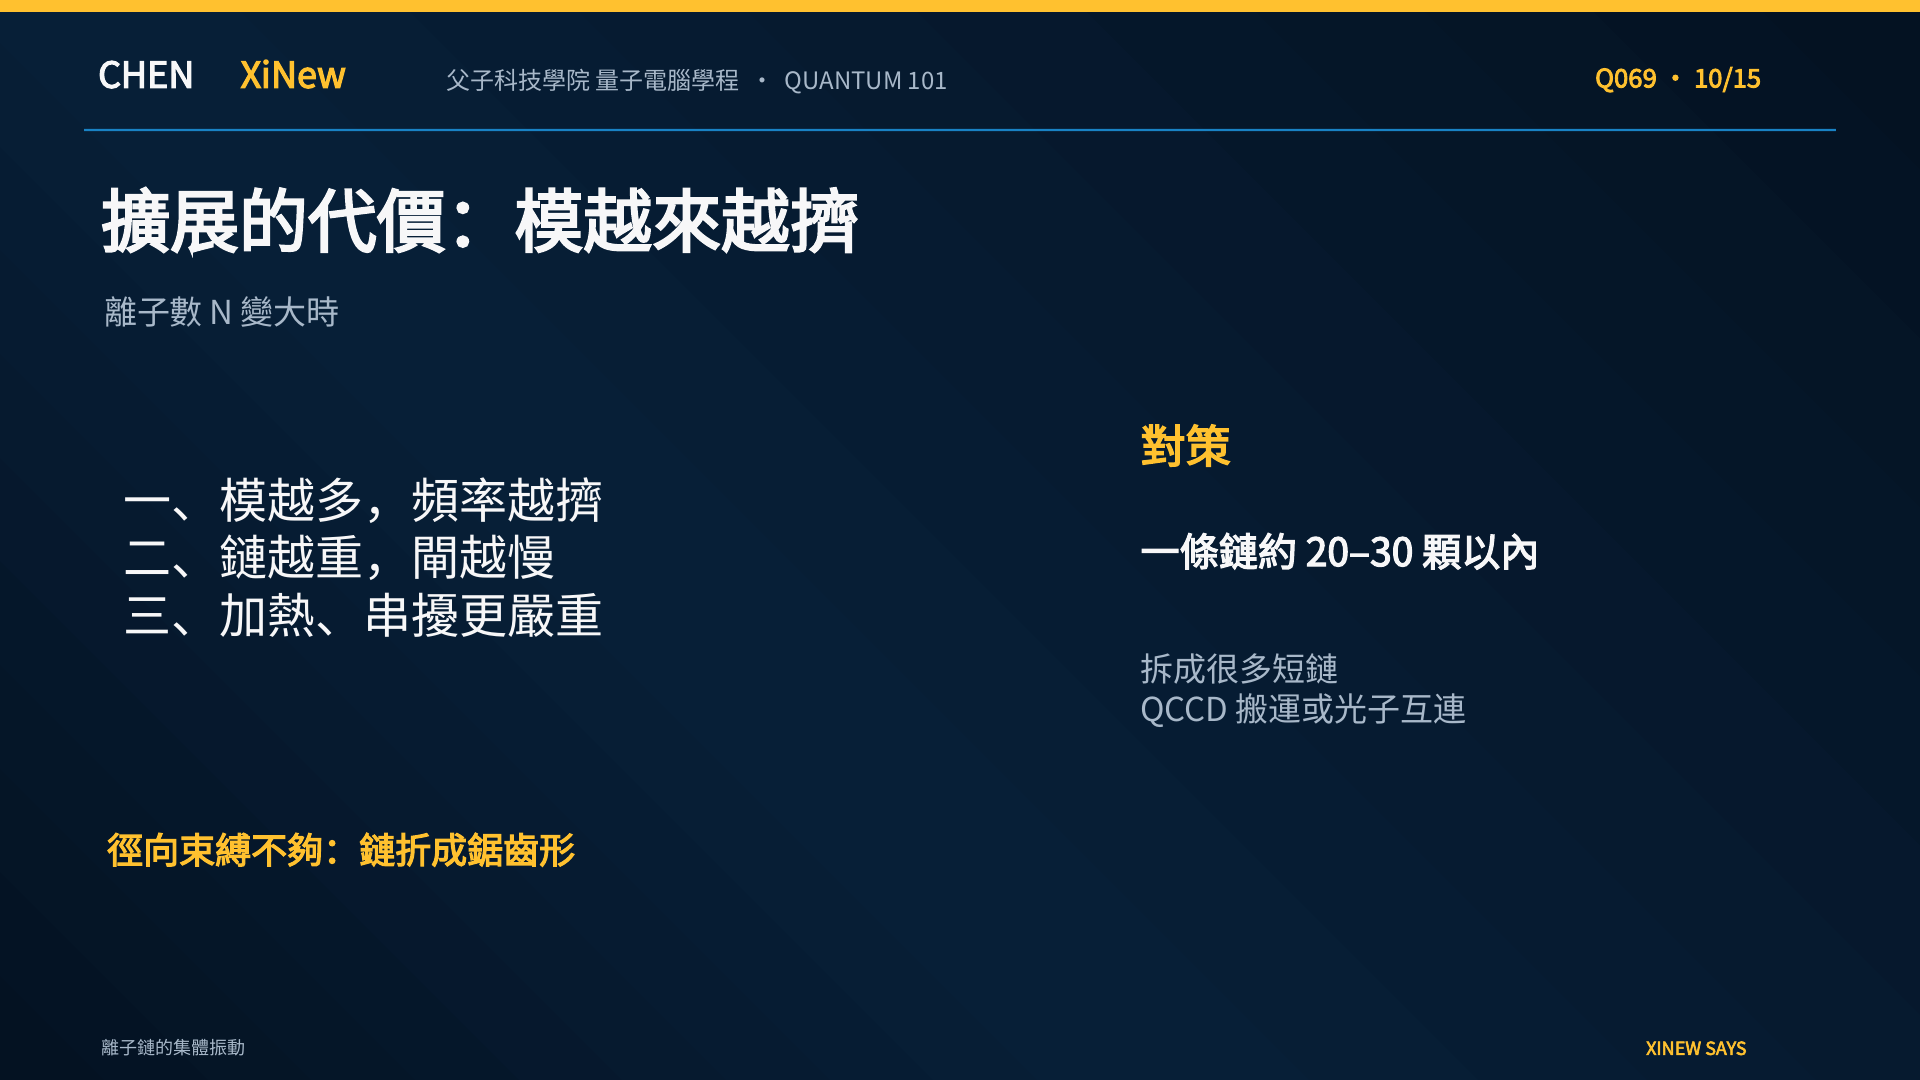 CHEN XiNew 父子科技學院 量子電腦學程 · QUANTUM 101 Q069 · 10/15
擴展的代價：模越來越擠
離子數 N 變大時
一、模越多，頻率越擠
二、鏈越重，閘越慢
三、加熱、串擾更嚴重
徑向束縛不夠：鏈折成鋸齒形
對策
一條鏈約 20–30 顆以內
拆成很多短鏈
QCCD 搬運或光子互連
離子鏈的集體振動
XINEW SAYS